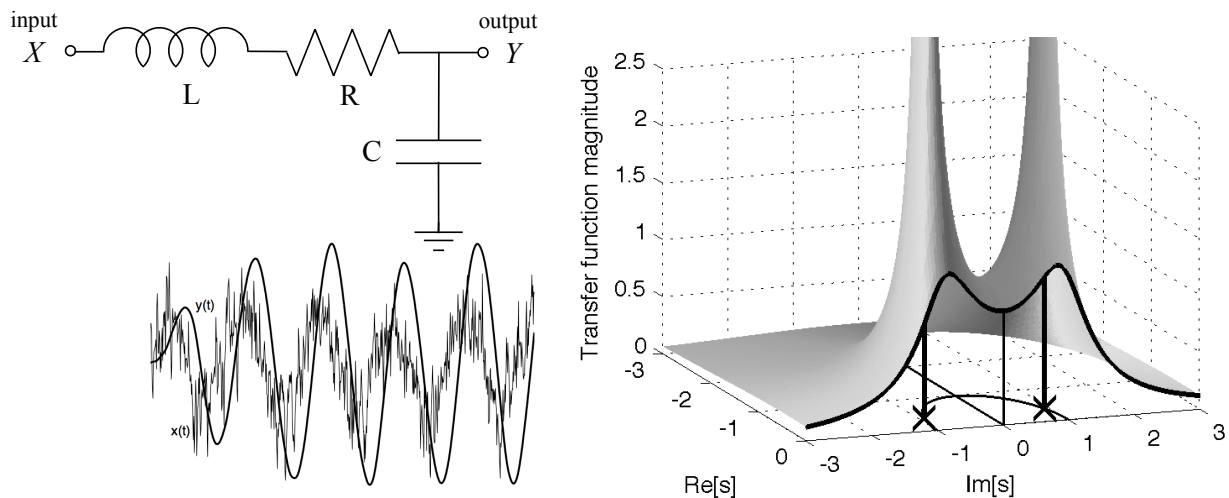 input
output
X
Y
L
R
C
y(t)
x(t)
Transfer function magnitude
2.5
2
1.5
1
0.5
0
-3
-2
-1
0
Re[s]
-3
-2
-1
0
1
2
3
Im[s]